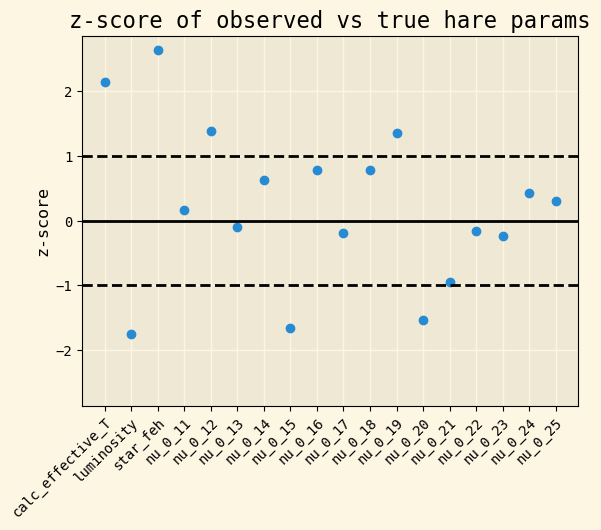 z-score of observed vs true hare params
z-score
2
1
0
−1
−2
calc_effective_T
luminosity
star_feh
nu_0_11
nu_0_12
nu_0_13
nu_0_14
nu_0_15
nu_0_16
nu_0_17
nu_0_18
nu_0_19
nu_0_20
nu_0_21
nu_0_22
nu_0_23
nu_0_24
nu_0_25